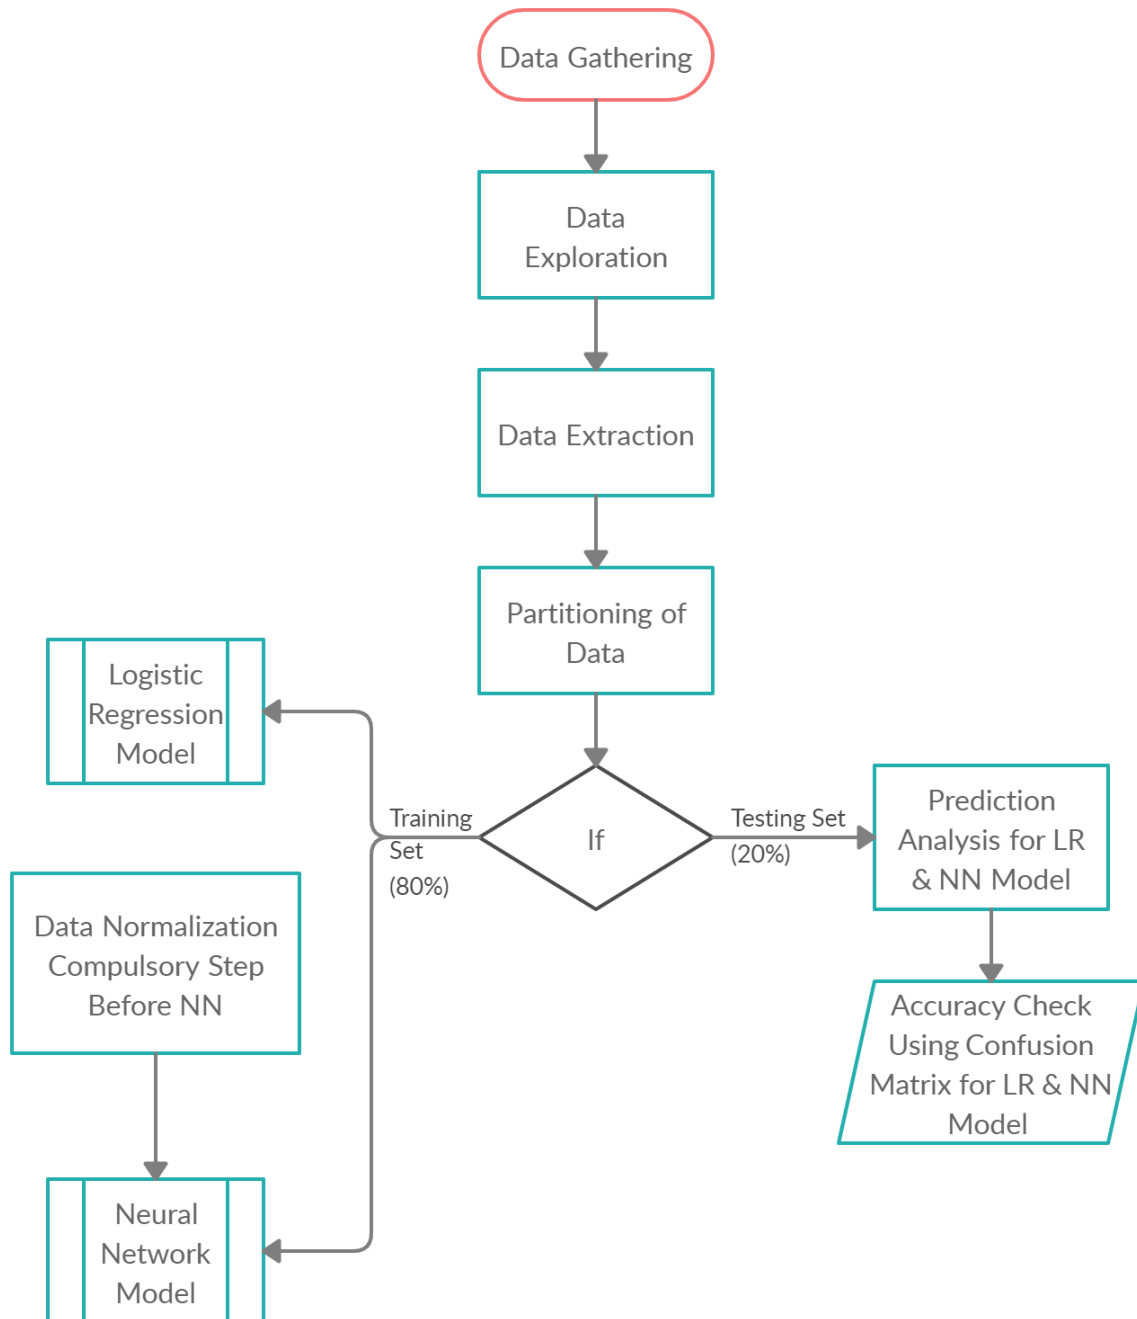 Data Gathering
Data
Exploration
Data Extraction
Partitioning of
Data
Logistic
Regression
Model
If
Training
Set
(80%)
Testing Set
(20%)
Prediction
Analysis for LR
& NN Model
Data Normalization
Compulsory Step
Before NN
Accuracy Check
Using Confusion
Matrix for LR & NN
Model
Neural
Network
Model